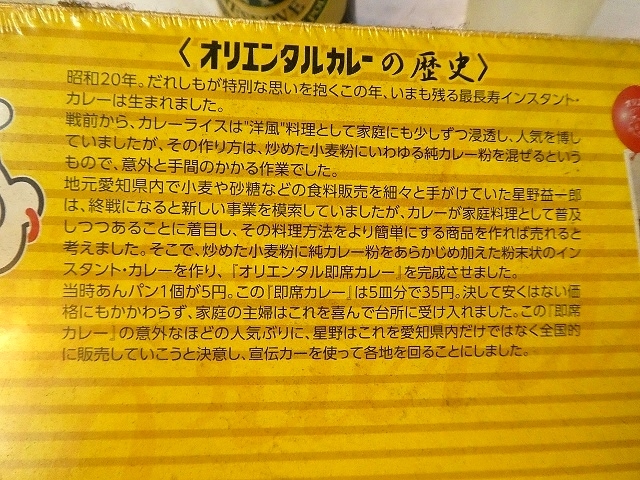 〈オリエンタルカレーの歴史〉
昭和20年。だれしもが特別な思いを抱くこの年、いまも残る最長寿インスタント・
カレーは生まれました。
戦前から、カレーライスは"洋風"料理として家庭にも少しずつ浸透し、人気を博し
ていましたが、その作り方は、炒めた小麦粉にいわゆる純カレー粉を混ぜるという
もので、意外と手間のかかる作業でした。
地元愛知県内で小麦や砂糖などの食料販売を細々と手がけていた星野益一郎
は、終戦になると新しい事業を模索していましたが、カレーが家庭料理として普及
しつつあることに着目し、その料理方法をより簡単にする商品を作れば売れると
考えました。そこで、炒めた小麦粉に純カレー粉をあらかじめ加えた粉末状のイン
スタント・カレーを作り、『オリエンタル即席カレー』を完成させました。
当時あんパン1個が5円。この『即席カレー』は5皿分で35円。決して安くはない価
格にもかかわらず、家庭の主婦はこれを喜んで台所に受け入れました。この『即席
カレー』の意外なほどの人気ぶりに、星野はこれを愛知県内だけではなく全国的
に販売していこうと決意し、宣伝カーを使って各地を回ることにしました。